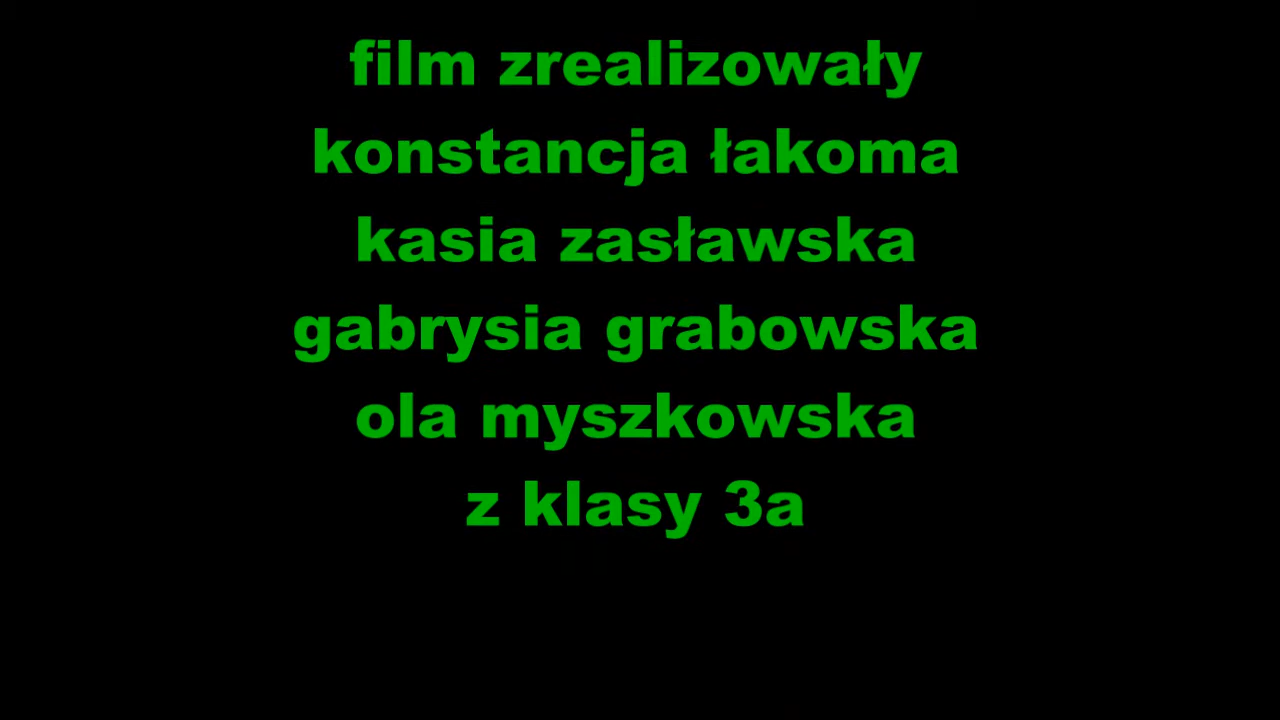 film zrealizowały
konstancja łakoma
kasia zasławska
gabrysia grabowska
ola myszkowska
z klasy 3a